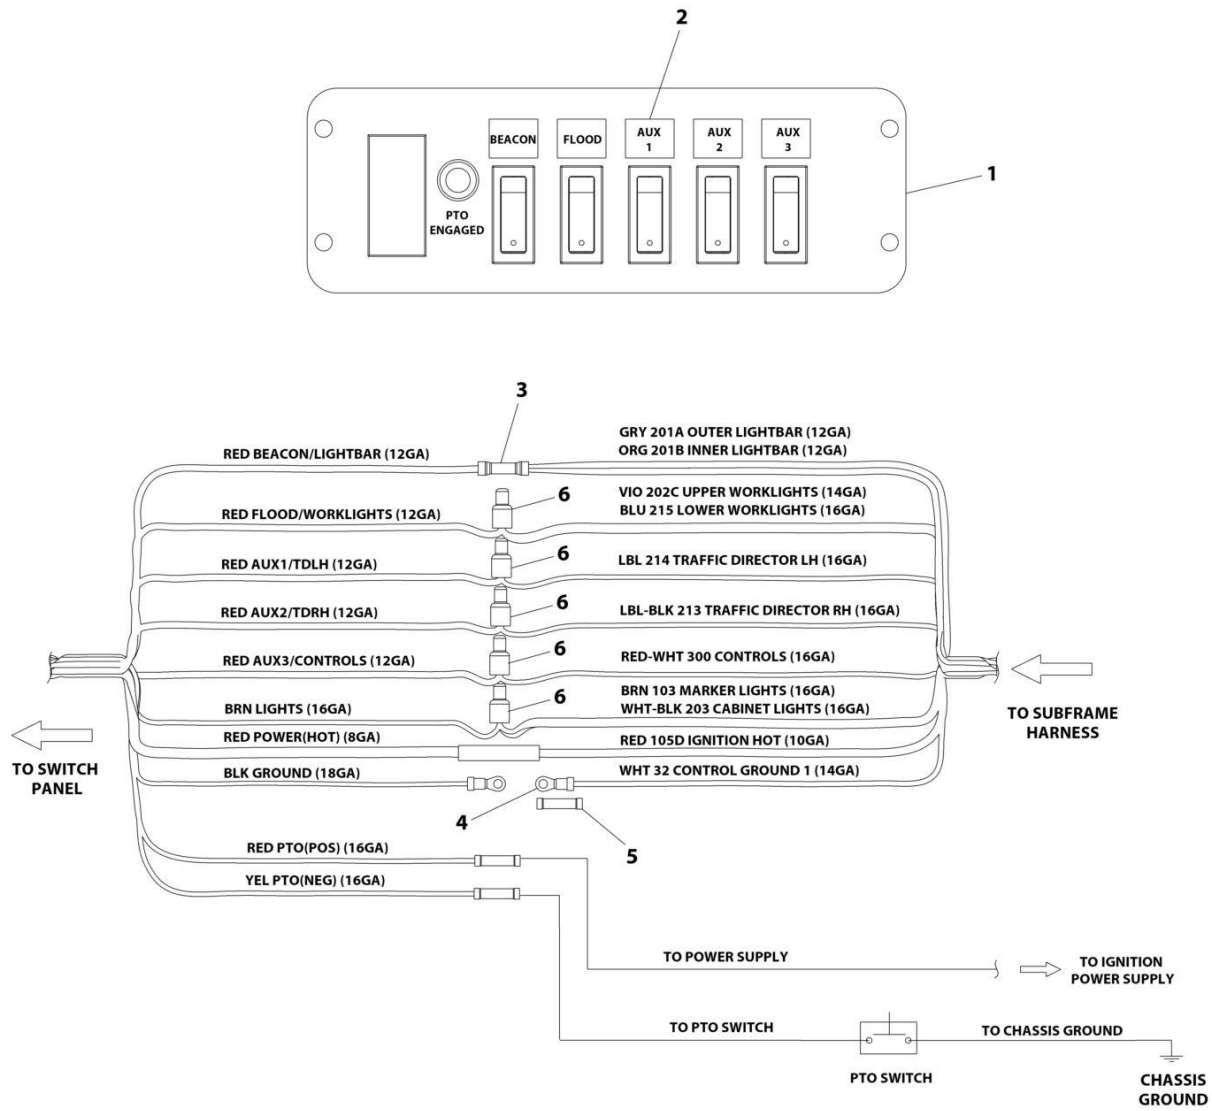 2
BEACON
FLOOD
AUX
1
AUX
2
AUX
3
1
PTO
ENGAGED
3
RED BEACON/LIGHTBAR (12GA)
GRY 201A OUTER LIGHTBAR (12GA)
ORG 201B INNER LIGHTBAR (12GA)
6
VIO 202C UPPER WORKLIGHTS (14GA)
BLU 215 LOWER WORKLIGHTS (16GA)
RED FLOOD/WORKLIGHTS (12GA)
6
RED AUX1/TDLH (12GA)
LBL 214 TRAFFIC DIRECTOR LH (16GA)
6
RED AUX2/TDRH (12GA)
LBL-BLK 213 TRAFFIC DIRECTOR RH (16GA)
6
RED AUX3/CONTROLS (12GA)
RED-WHT 300 CONTROLS (16GA)
6
BRN LIGHTS (16GA)
BRN 103 MARKER LIGHTS (16GA)
WHT-BLK 203 CABINET LIGHTS (16GA)
TO SUBFRAME
HARNESS
RED POWER(HOT) (8GA)
RED 105D IGNITION HOT (10GA)
TO SWITCH
PANEL
BLK GROUND (18GA)
WHT 32 CONTROL GROUND 1 (14GA)
4
5
RED PTO(POS) (16GA)
YEL PTO(NEG) (16GA)
TO POWER SUPPLY
TO IGNITION
POWER SUPPLY
TO PTO SWITCH
TO CHASSIS GROUND
PTO SWITCH
CHASSIS
GROUND